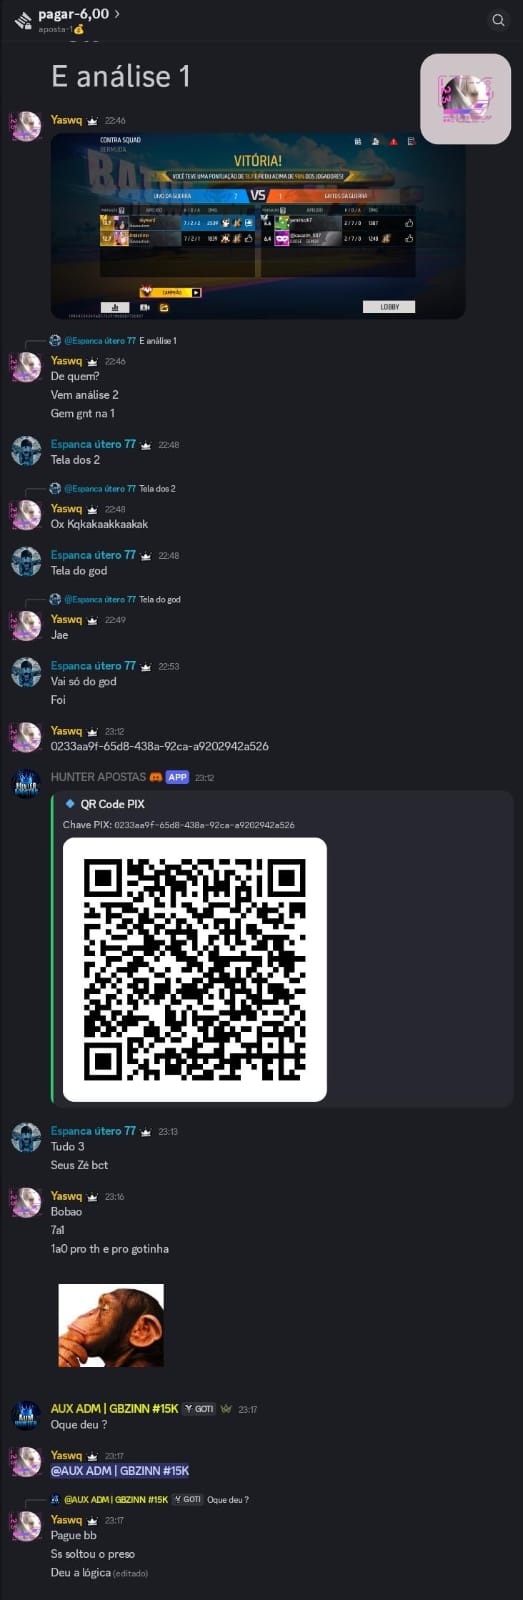 pagar-6,00
aposta-1💰
E análise 1
Yaswq 22:46
CONTRA SQUAD
BERMUDA
VITÓRIA!
VS
LOBBY
@Espanca útero 77 E análise 1
Yaswq 22:46
De quem?
Vem análise 2
Gem gnt na 1
Espanca útero 77 22:48
Tela dos 2
@Espanca útero 77 Tela dos 2
Yaswq 22:48
Ox Kqkakaakkaakak
Espanca útero 77 22:48
Tela do god
@Espanca útero 77 Tela do god
Yaswq 22:49
Jae
Espanca útero 77 22:53
Vai só do god
Foi
Yaswq 23:12
0233aa9f-65d8-438a-92ca-a9202942a526
HUNTER APOSTAS APP 23:12
🔹 QR Code PIX
Chave PIX: 0233aa9f-65d8-438a-92ca-a9202942a526
Espanca útero 77 23:13
Tudo 3
Seus Zé bct
Yaswq 23:16
Bobao
7a1
1a0 pro th e pro gotinha
AUX ADM | GBZINN #15K GOTI 23:17
Oque deu ?
Yaswq 23:17
@AUX ADM | GBZINN #15K
@AUX ADM | GBZINN #15K GOTI Oque deu ?
Yaswq 23:17
Pague bb
Ss soltou o preso
Deu a lógica (editado)